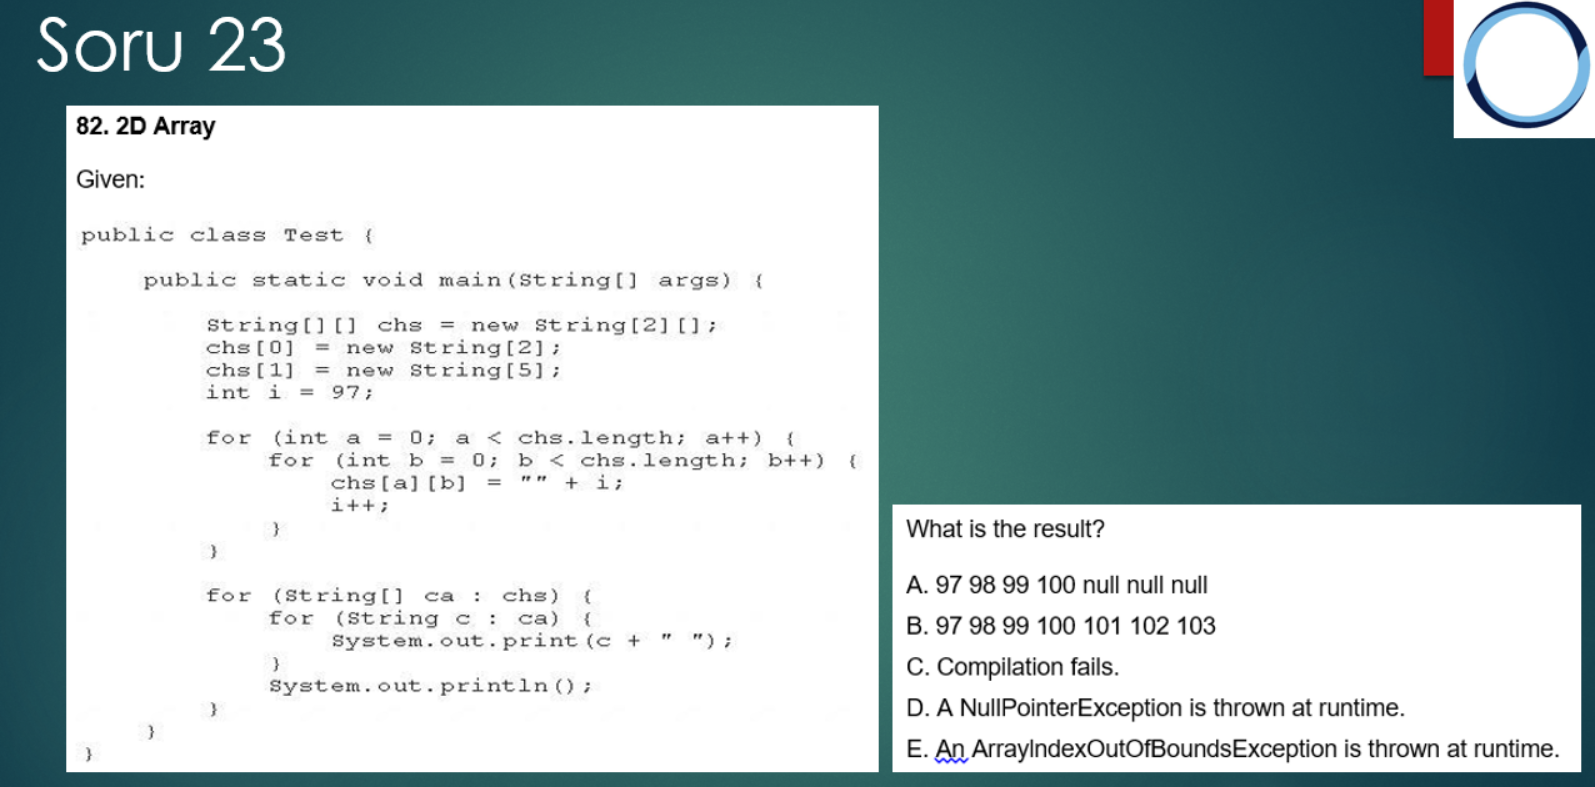 Soru 23
82. 2D Array
Given:
public class Test {
public static void main(String[] args) {
String[][] chs = new String[2][];
chs[0] = new String[2];
chs[1] = new String[5];
int i = 97;
for (int a = 0; a < chs.length; a++) {
for (int b = 0; b < chs.length; b++) {
chs[a][b] = "" + i;
i++;
}
}
for (String[] ca : chs) {
for (String c : ca) {
System.out.print(c + " ");
}
System.out.println();
}
}
}
What is the result?
A. 97 98 99 100 null null null
B. 97 98 99 100 101 102 103
C. Compilation fails.
D. A NullPointerException is thrown at runtime.
E. An ArrayIndexOutOfBoundsException is thrown at runtime.